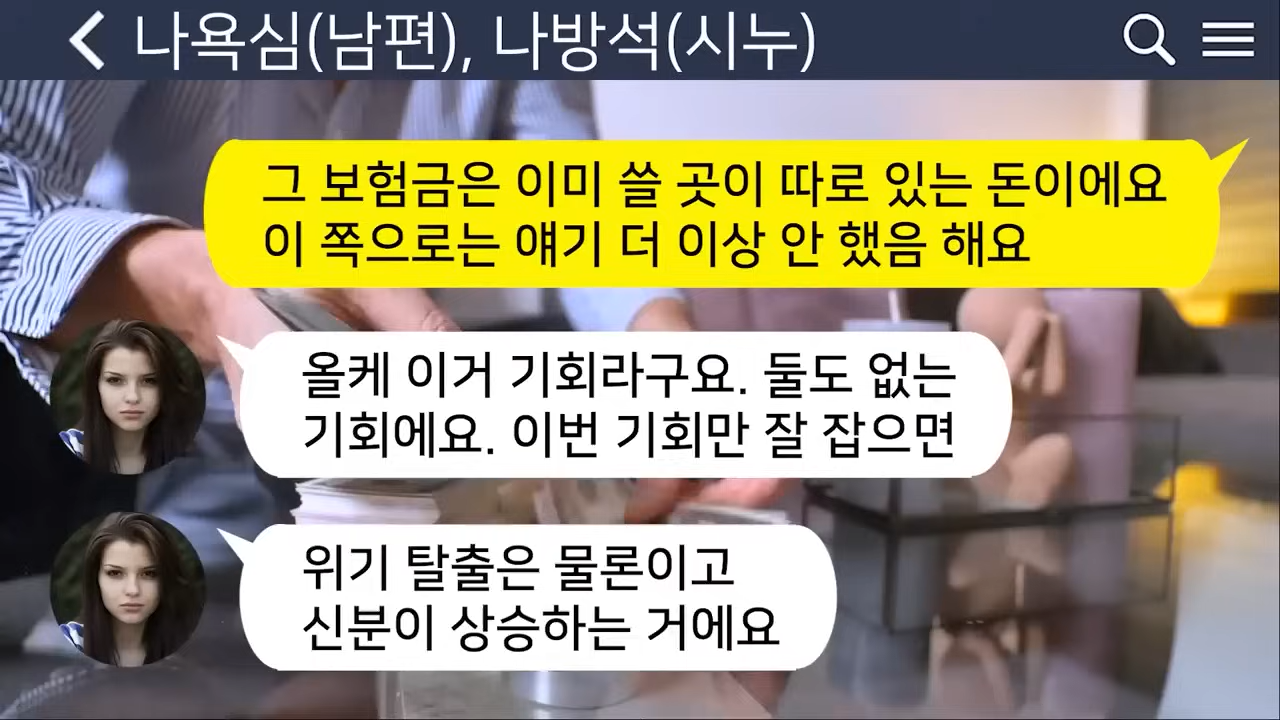 나욕심(남편), 나방석(시누)
그 보험금은 이미 쓸 곳이 따로 있는 돈이에요
이 쪽으로는 얘기 더 이상 안 했음 해요
올케 이거 기회라구요. 둘도 없는
기회에요. 이번 기회만 잘 잡으면
위기 탈출은 물론이고
신분이 상승하는 거에요